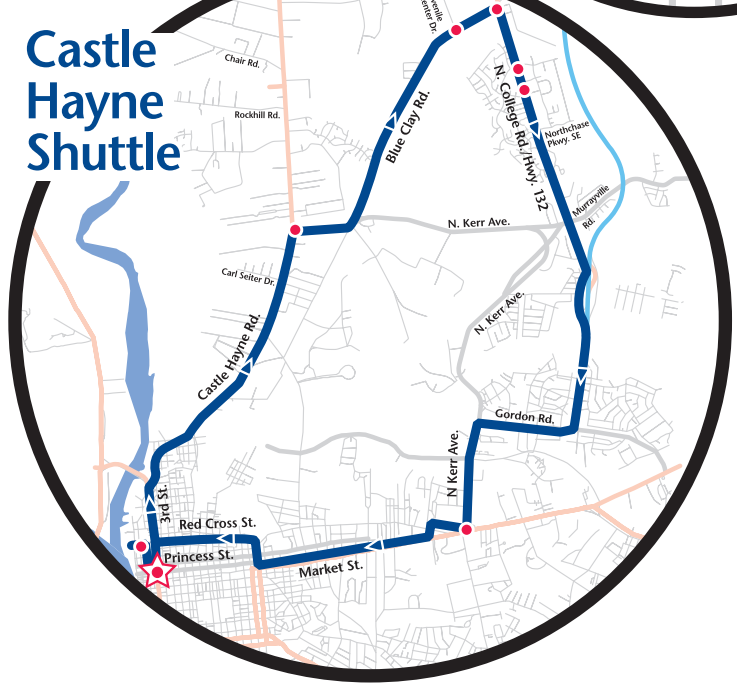 Castle
Hayne
Shuttle
Chair Rd.
Rockhill Rd.
Blue Clay Rd.
N. College Rd./Hwy. 132
Northchase
Pkwy. SE
Murrayville
Rd.
N. Kerr Ave.
Carl Seiter Dr.
N. Kerr Ave.
Castle Hayne Rd.
Gordon Rd.
N Kerr Ave.
3rd St.
Red Cross St.
Princess St.
Market St.